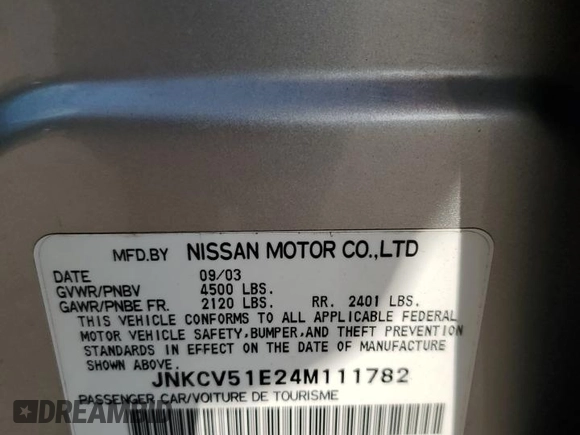 MFD.BY NISSAN MOTOR CO.,LTD
DATE 09/03
GVWR/PNBV 4500 LBS.
GAWR/PNBE FR. 2120 LBS. RR. 2401 LBS.
THIS VEHICLE CONFORMS TO ALL APPLICABLE FEDERAL
MOTOR VEHICLE SAFETY,BUMPER,AND THEFT PREVENTION
STANDARDS IN EFFECT ON THE DATE OF MANUFACTURE
SHOWN ABOVE.
JNKCV51E24M111782
PASSENGER CAR/VOITURE DE TOURISME
DREAMBID